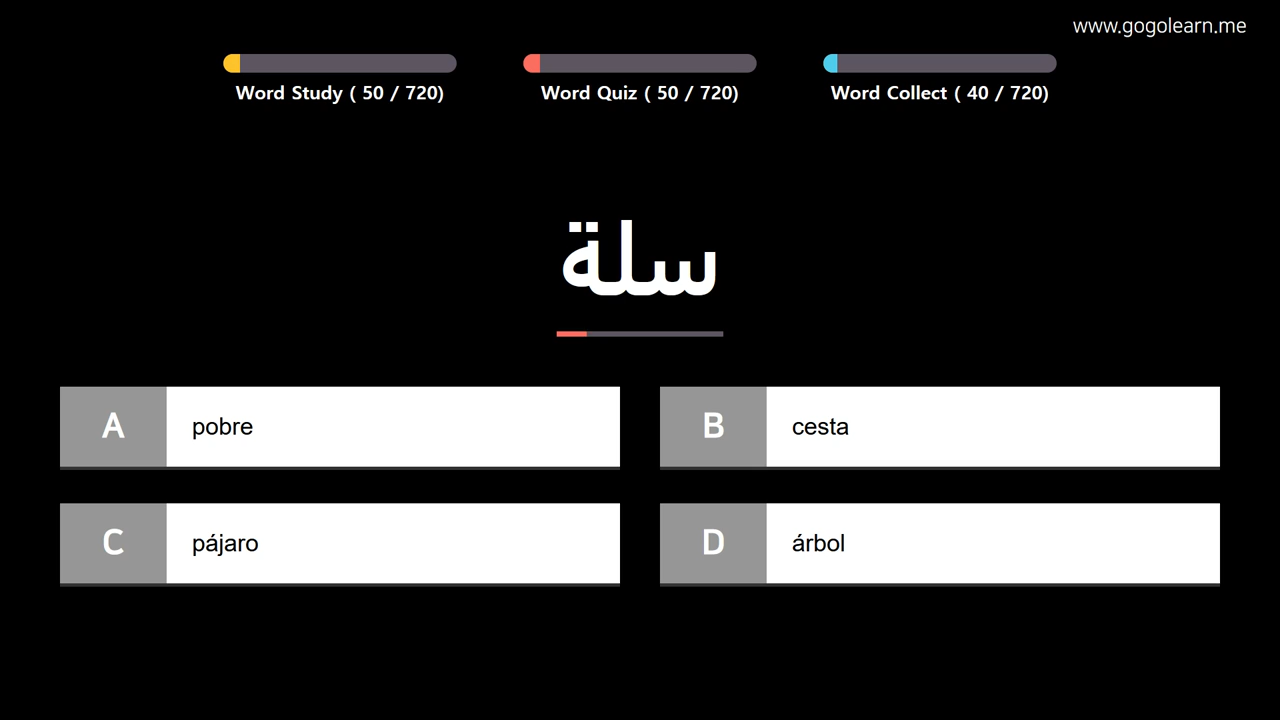 www.gogolearn.me
Word Study ( 50 / 720)
Word Quiz ( 50 / 720)
Word Collect ( 40 / 720)
سلة
A pobre
B cesta
C pájaro
D árbol